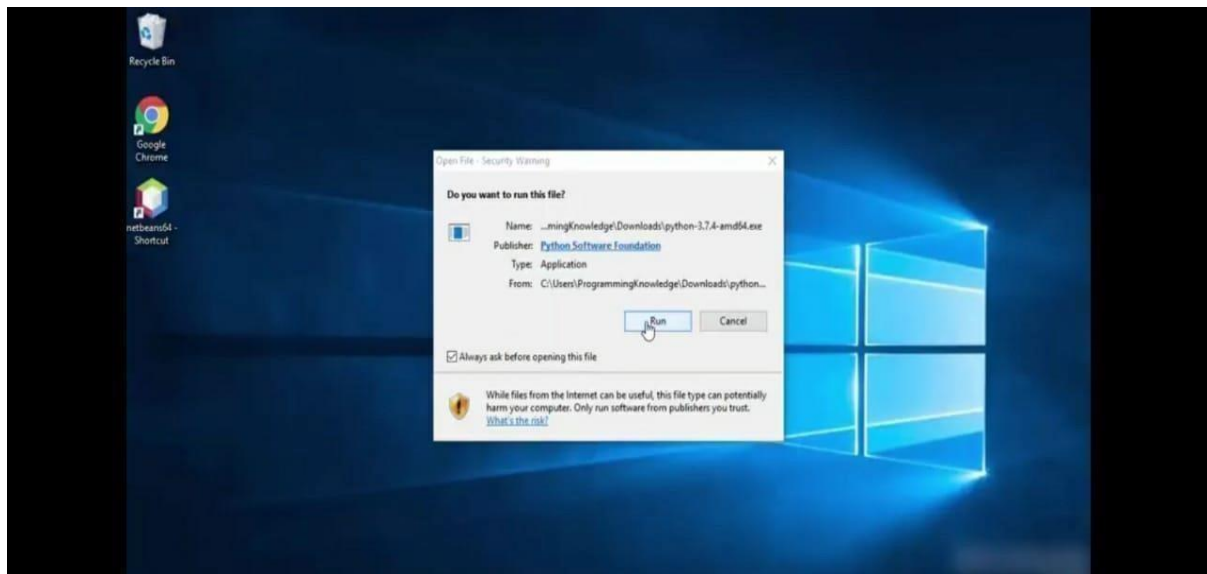 Recycle Bin
Google
Chrome
netbeans64 -
Shortcut
Open File - Security Warning
Do you want to run this file?
Name: ...mingKnowledge\Downloads\python-3.7.4-amd64.exe
Publisher: Python Software Foundation
Type: Application
From: C:\Users\ProgrammingKnowledge\Downloads\python...
Run Cancel
Always ask before opening this file
While files from the Internet can be useful, this file type can potentially
harm your computer. Only run software from publishers you trust.
What's the risk?